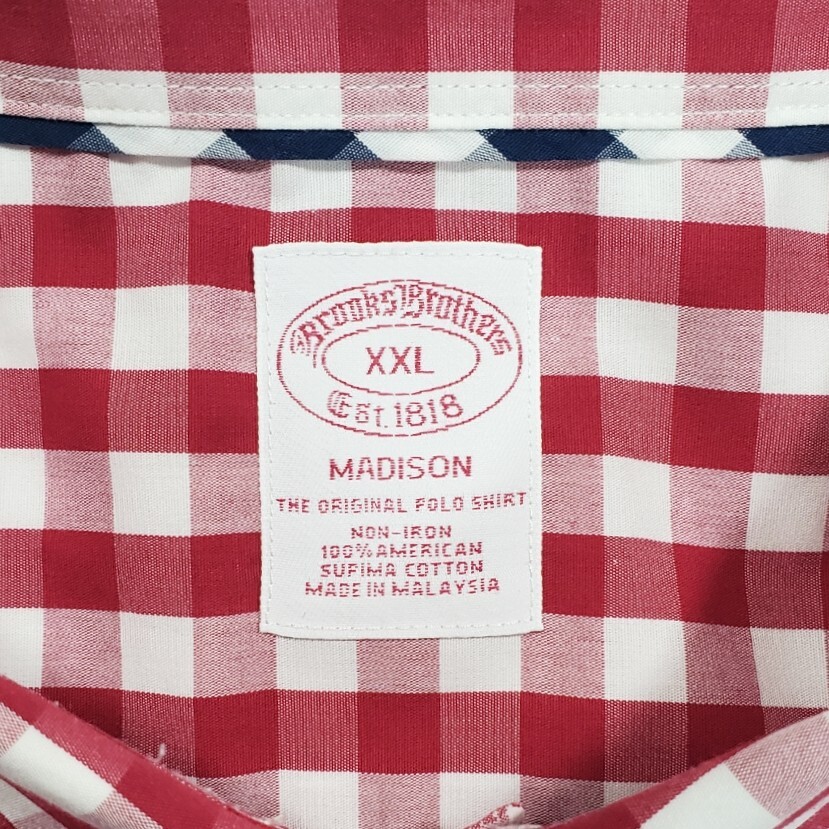 Brooks Brothers
XXL
Est. 1818
MADISON
THE ORIGINAL POLO SHIRT
NON-IRON
100% AMERICAN
SUPIMA COTTON
MADE IN MALAYSIA